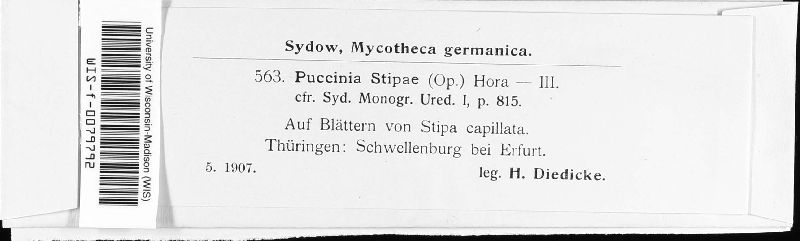 Sydow, Mycotheca germanica.
563. Puccinia Stipae (Op.) Hora — III.
cfr. Syd. Monogr. Ured. I, p. 815.
Auf Blättern von Stipa capillata.
Thüringen: Schwellenburg bei Erfurt.
5. 1907. leg. H. Diedicke.
University of Wisconsin-Madison (WIS)
WIS-f-0079792